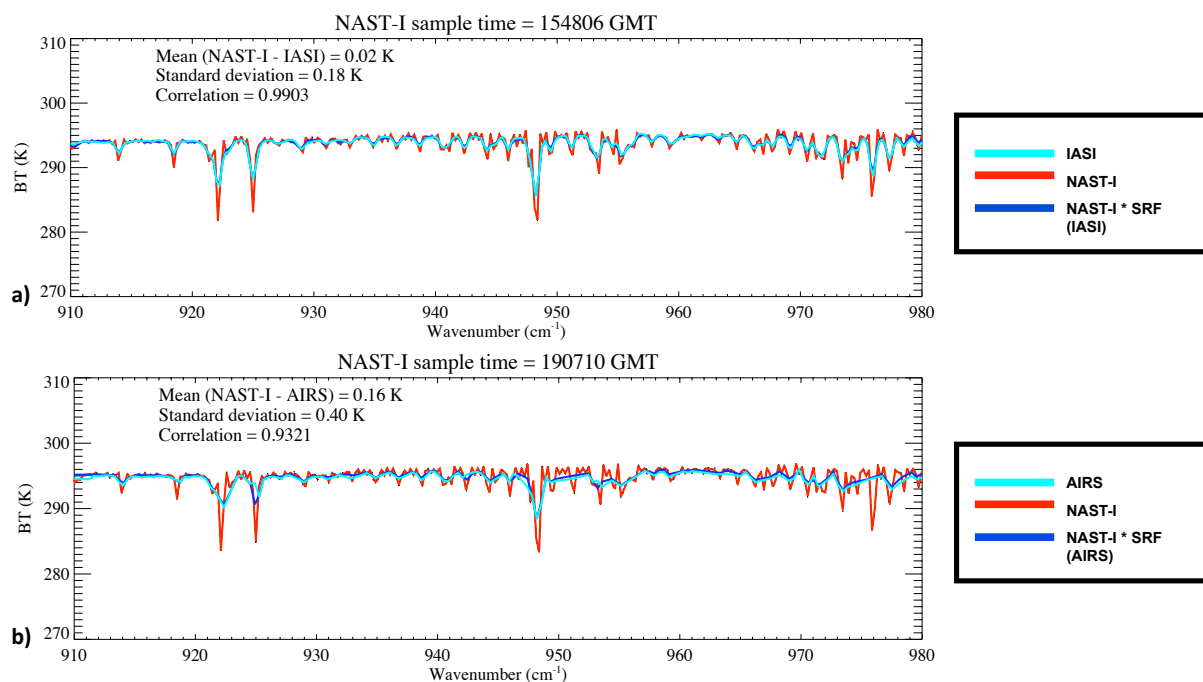 NAST-I sample time = 154806 GMT
310
300
290
280
270
BT (K)
Mean (NAST-I - IASI) = 0.02 K
Standard deviation = 0.18 K
Correlation = 0.9903
a)
910 920 930 940 950 960 970 980
Wavenumber (cm⁻¹)
IASI
NAST-I
NAST-I * SRF
(IASI)
NAST-I sample time = 190710 GMT
310
300
290
280
270
BT (K)
Mean (NAST-I - AIRS) = 0.16 K
Standard deviation = 0.40 K
Correlation = 0.9321
b)
910 920 930 940 950 960 970 980
Wavenumber (cm⁻¹)
AIRS
NAST-I
NAST-I * SRF
(AIRS)